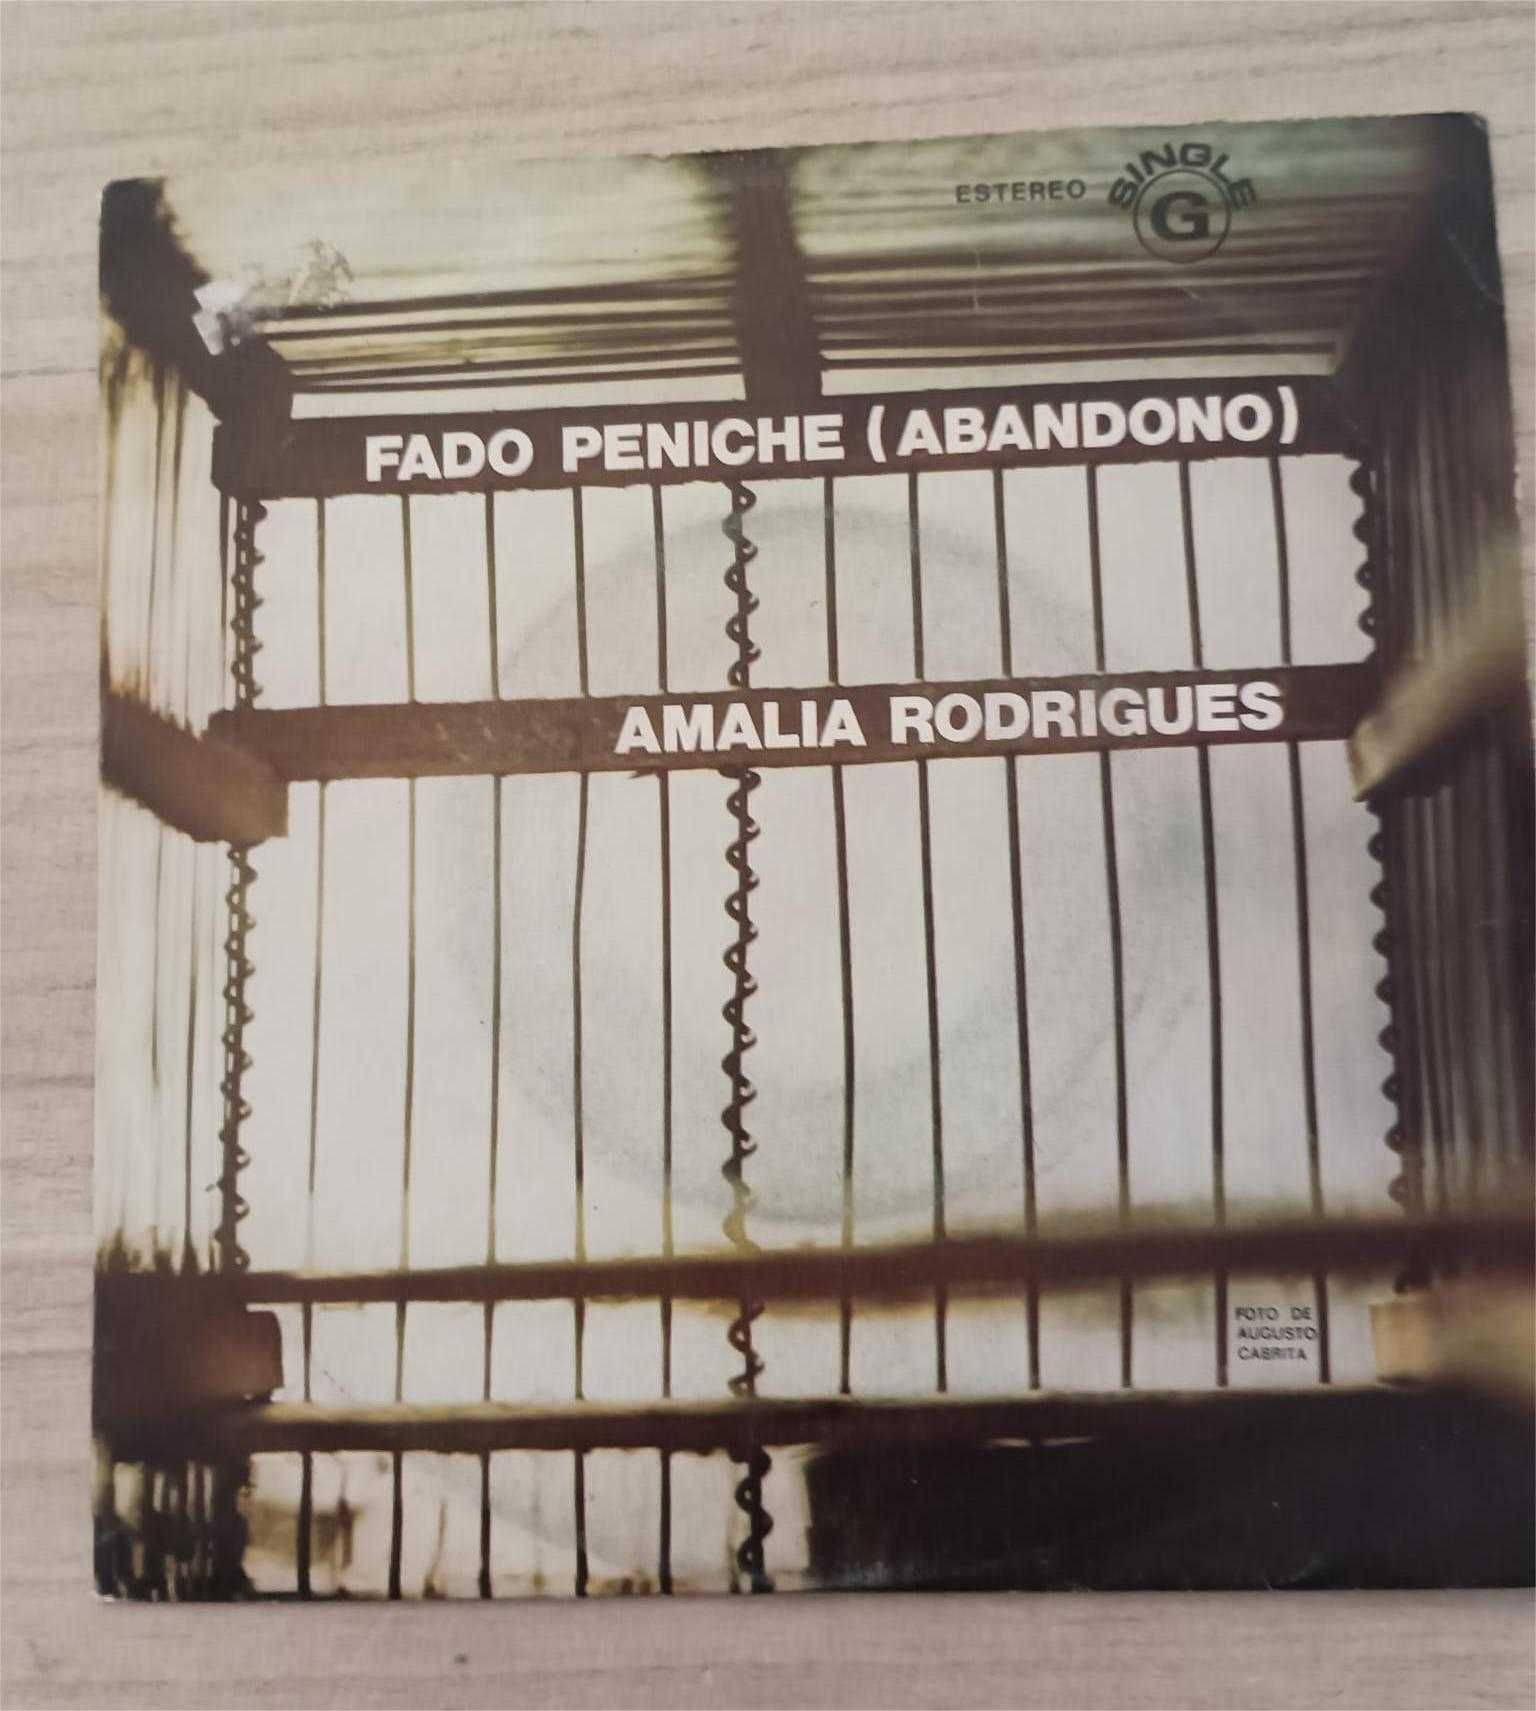 ESTEREO
SINGLE
G
FADO PENICHE (ABANDONO)
AMALIA RODRIGUES
FOTO DE
AUGUSTO
CABRITA